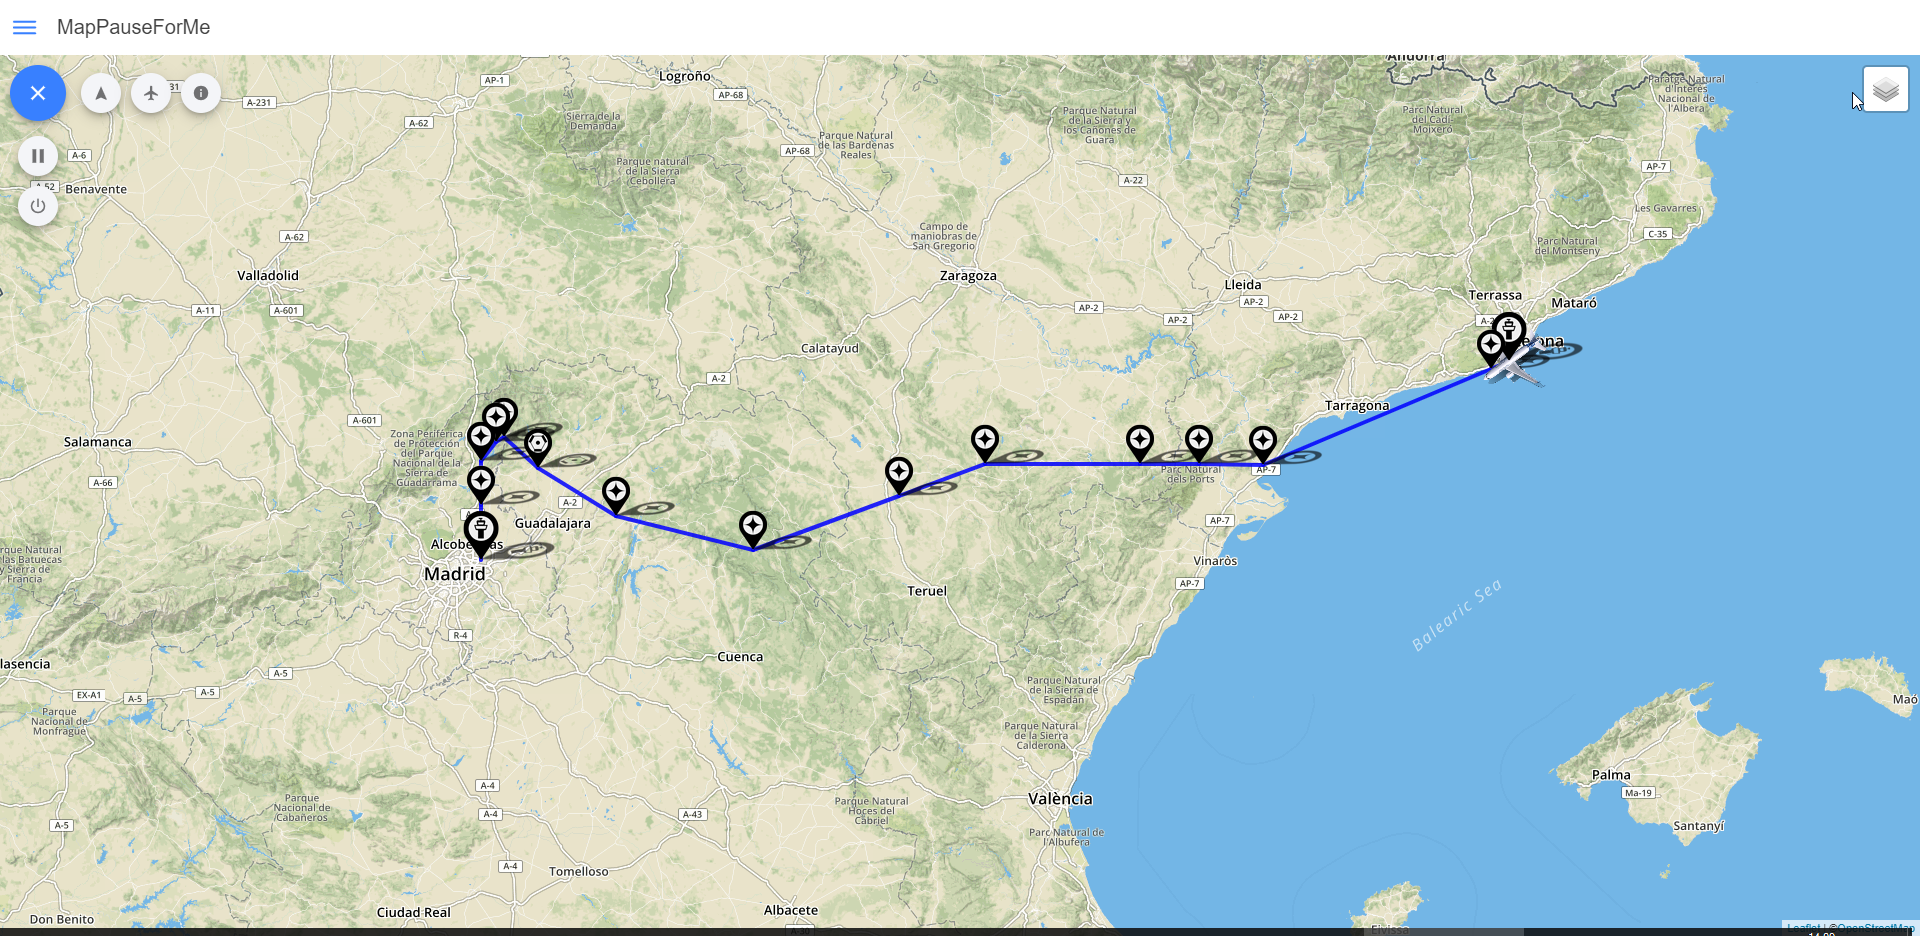 MapPauseForMe
Andorra
Logroño
AP-1
AP-68
31
A-231
A-62
Sierra de la
Demanda
Parque Natural
de las Bardenas
Reales
Parque Natural
de la Sierra y
los Cañones de
Guara
Parc Natural
del Cadí-
Moixeró
Paratge Natural
d'Interès
Nacional de
l'Albera
A-6
AP-68
Parque natural
de la Sierra
Cebollera
AP-7
A-52
Benavente
A-22
Les Gavarres
A-62
Campo de
maniobras de
San Gregorio
C-35
Parc Natural
del Montseny
Valladolid
Zaragoza
Lleida
Terrassa
Mataró
A-11
A-601
AP-2
AP-2
AP-2
AP-2
A-2
Calatayud
A-2
Tarragona
A-601
Salamanca
Zona Periférica
de Protección
del Parque
Nacional de la
Sierra de
Guadarrama
AP-7
Parc Natural
dels Ports
A-66
A-2
Guadalajara
AP-7
Madrid
que Natural
las Batuecas
y Sierra de
Francia
Vinaròs
AP-7
Teruel
Balearic Sea
R-4
Cuenca
lasencia
A-5
EX-A1
A-5
A-5
Parque Natural
de la Sierra de
Espadán
Maó
Parque
Nacional de
Monfragüe
Parque Natural
de la Sierra
Calderona
Palma
Ma-19
A-4
Parque
Nacional de
Cabañeros
A-4
A-43
Parque Natural
Hoces del
Cabriel
València
A-5
Parc Natural de
l'Albufera
Santanyí
A-4
Tomelloso
Don Benito
Ciudad Real
Albacete
A-30
Eivissa
Leaflet | ©OpenStreetMap